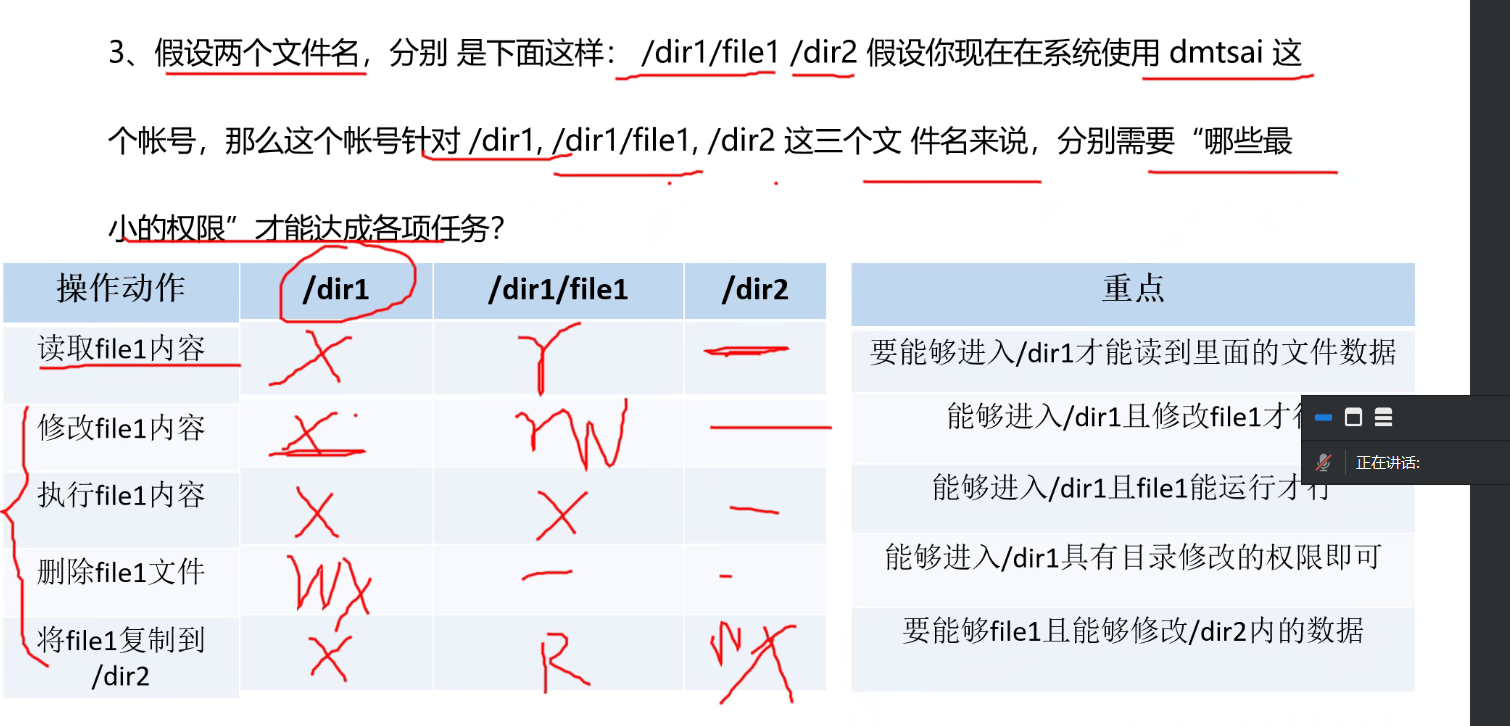 3、假设两个文件名，分别 是下面这样： /dir1/file1 /dir2 假设你现在在系统使用 dmtsai 这
个帐号，那么这个帐号针对 /dir1, /dir1/file1, /dir2 这三个文 件名来说，分别需要“哪些最
小的权限”才能达成各项任务？
操作动作 /dir1 /dir1/file1 /dir2 重点
读取file1内容 X r — 要能够进入/dir1才能读到里面的文件数据
修改file1内容 X rW — 能够进入/dir1且修改file1才行
执行file1内容 X X — 能够进入/dir1且file1能运行才行
删除file1文件 WX — - 能够进入/dir1具有目录修改的权限即可
将file1复制到
/dir2 X R WX 要能够file1且能够修改/dir2内的数据
正在讲话: